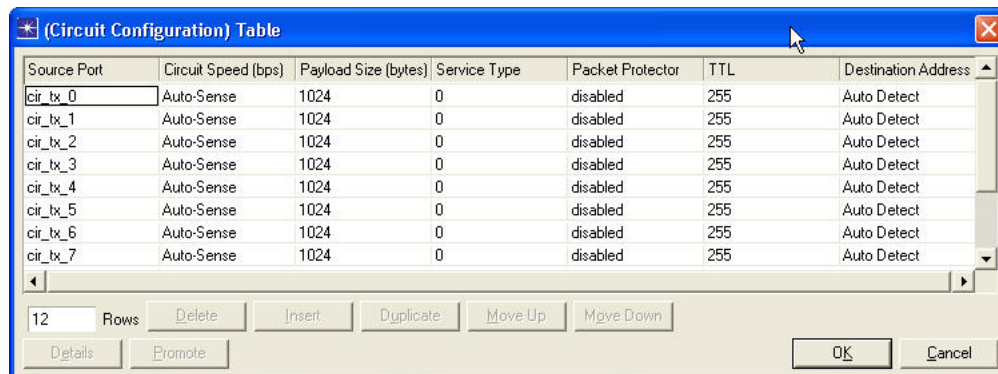 (Circuit Configuration) Table
Source Port Circuit Speed (bps) Payload Size (bytes) Service Type Packet Protector TTL Destination Address
cir_tx_0 Auto-Sense 1024 0 disabled 255 Auto Detect
cir_tx_1 Auto-Sense 1024 0 disabled 255 Auto Detect
cir_tx_2 Auto-Sense 1024 0 disabled 255 Auto Detect
cir_tx_3 Auto-Sense 1024 0 disabled 255 Auto Detect
cir_tx_4 Auto-Sense 1024 0 disabled 255 Auto Detect
cir_tx_5 Auto-Sense 1024 0 disabled 255 Auto Detect
cir_tx_6 Auto-Sense 1024 0 disabled 255 Auto Detect
cir_tx_7 Auto-Sense 1024 0 disabled 255 Auto Detect
12 Rows Delete Insert Duplicate Move Up Move Down
Details Promote OK Cancel